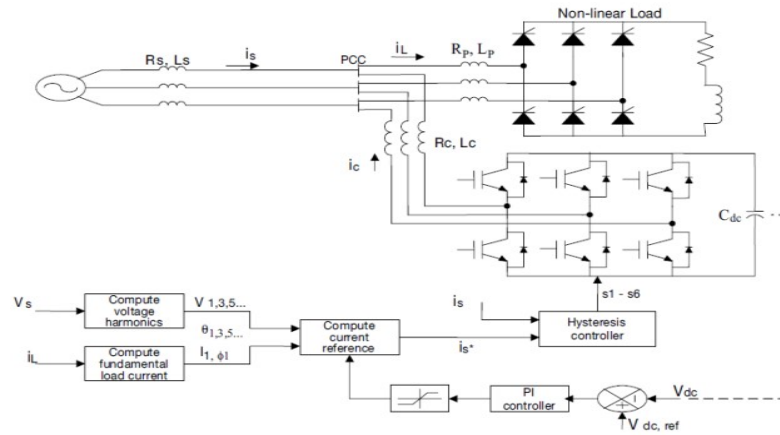 Non-linear Load
Rs, Ls
is
PCC
iL
RP, LP
Rc, Lc
ic
Cdc
s1 - s6
Vs
Compute
voltage
harmonics
V 1,3,5...
θ1,3,5...
iL
Compute
fundamental
load current
I1, ϕ1
Compute
current
reference
is*
is
Hysteresis
controller
PI
controller
Vdc
V dc, ref